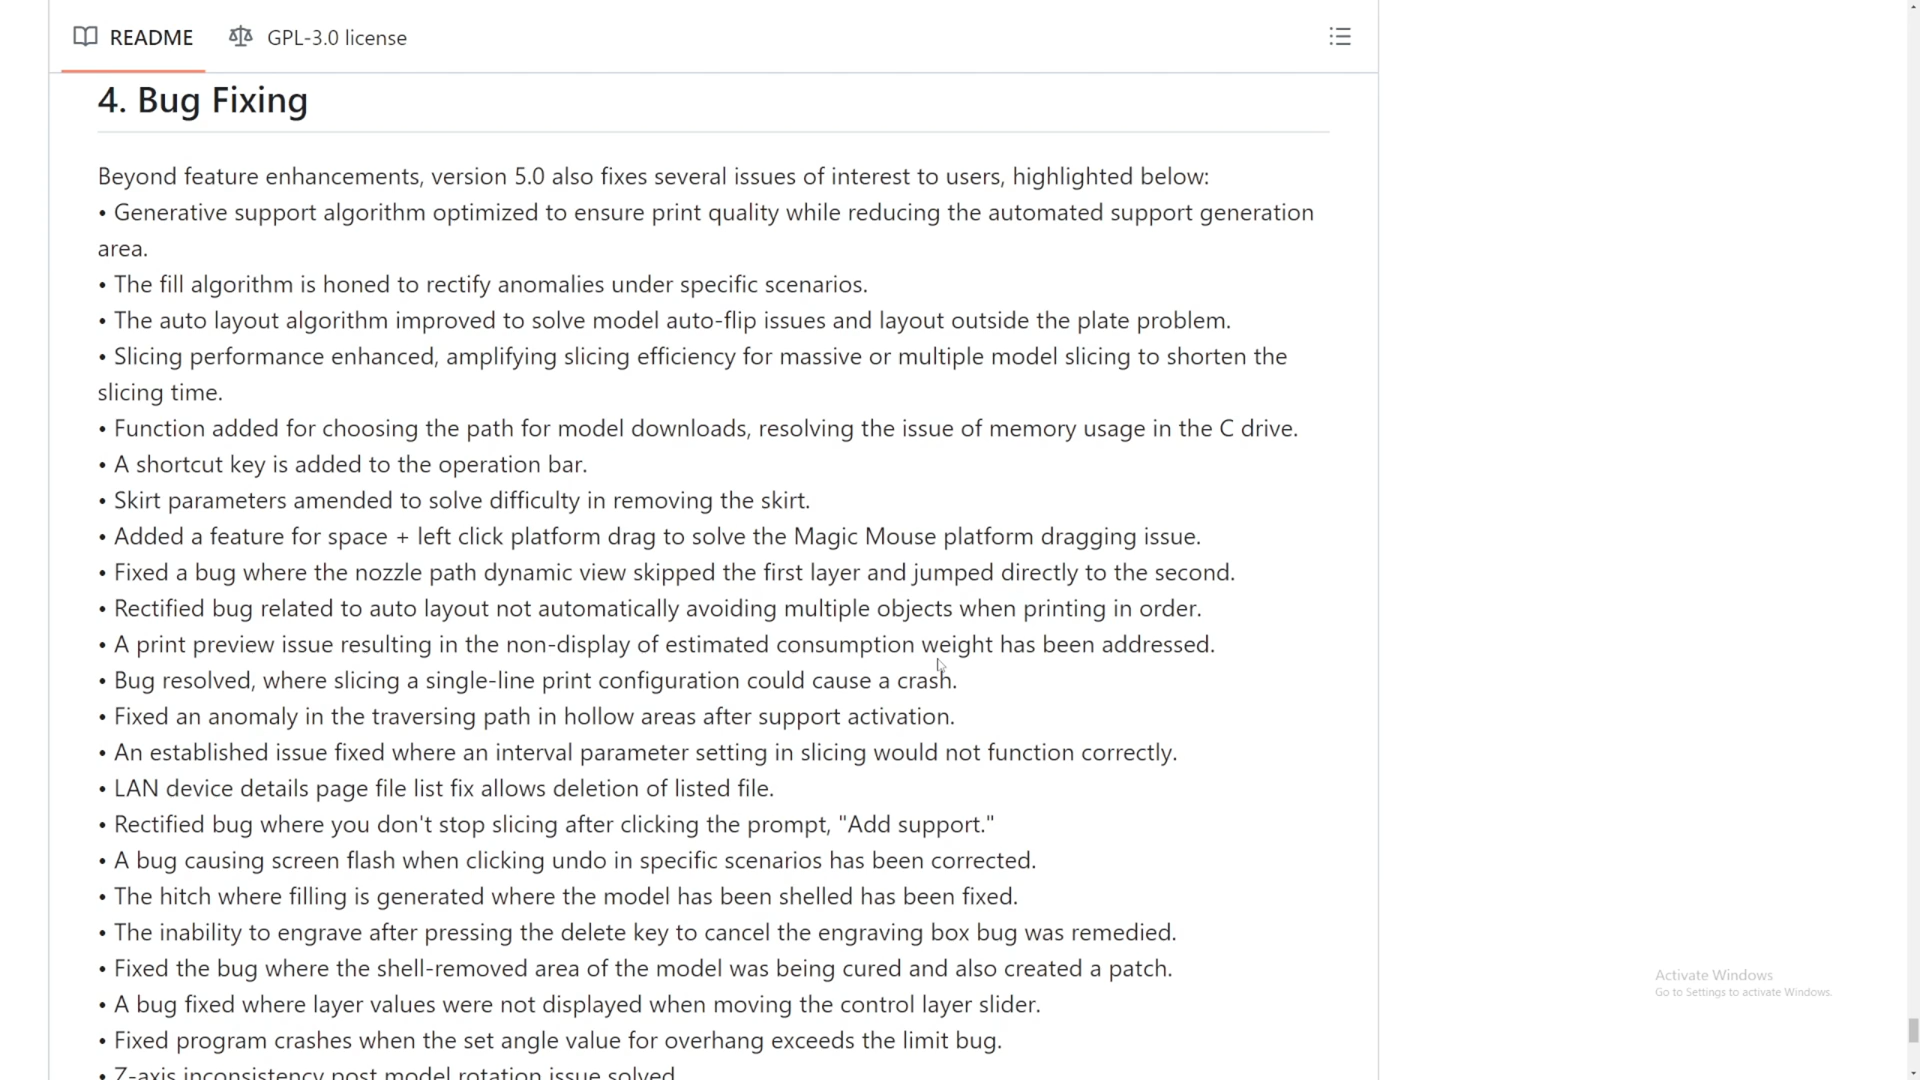 README
GPL-3.0 license
4. Bug Fixing
Beyond feature enhancements, version 5.0 also fixes several issues of interest to users, highlighted below:
• Generative support algorithm optimized to ensure print quality while reducing the automated support generation
area.
• The fill algorithm is honed to rectify anomalies under specific scenarios.
• The auto layout algorithm improved to solve model auto-flip issues and layout outside the plate problem.
• Slicing performance enhanced, amplifying slicing efficiency for massive or multiple model slicing to shorten the
slicing time.
• Function added for choosing the path for model downloads, resolving the issue of memory usage in the C drive.
• A shortcut key is added to the operation bar.
• Skirt parameters amended to solve difficulty in removing the skirt.
• Added a feature for space + left click platform drag to solve the Magic Mouse platform dragging issue.
• Fixed a bug where the nozzle path dynamic view skipped the first layer and jumped directly to the second.
• Rectified bug related to auto layout not automatically avoiding multiple objects when printing in order.
• A print preview issue resulting in the non-display of estimated consumption weight has been addressed.
• Bug resolved, where slicing a single-line print configuration could cause a crash.
• Fixed an anomaly in the traversing path in hollow areas after support activation.
• An established issue fixed where an interval parameter setting in slicing would not function correctly.
• LAN device details page file list fix allows deletion of listed file.
• Rectified bug where you don't stop slicing after clicking the prompt, "Add support."
• A bug causing screen flash when clicking undo in specific scenarios has been corrected.
• The hitch where filling is generated where the model has been shelled has been fixed.
• The inability to engrave after pressing the delete key to cancel the engraving box bug was remedied.
• Fixed the bug where the shell-removed area of the model was being cured and also created a patch.
• A bug fixed where layer values were not displayed when moving the control layer slider.
• Fixed program crashes when the set angle value for overhang exceeds the limit bug.
• Z-axis inconsistency post model rotation issue solved
Activate Windows
Go to Settings to activate Windows.